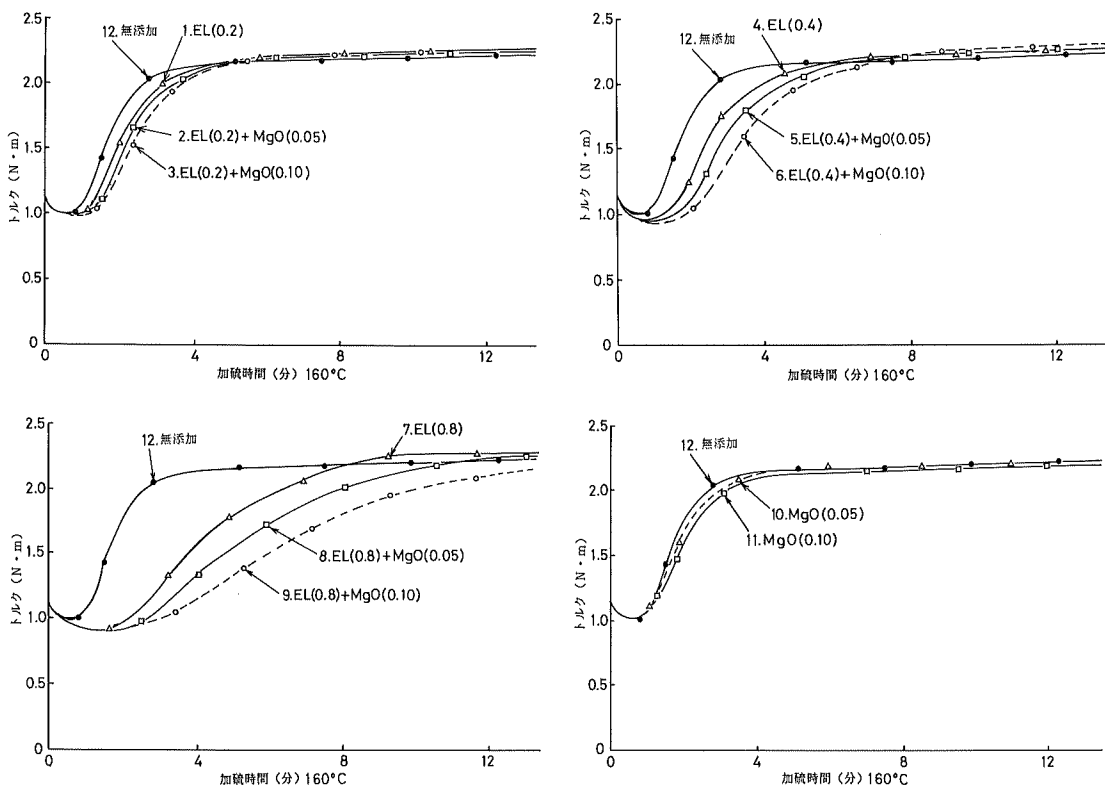 12.無添加
1.EL(0.2)
2.EL(0.2)+MgO(0.05)
3.EL(0.2)+MgO(0.10)
トルク (N・m)
2.5
2.0
1.5
1.0
0.5
0
0
4
8
12
加硫時間(分)160℃
12.無添加
4.EL(0.4)
5.EL(0.4)+MgO(0.05)
6.EL(0.4)+MgO(0.10)
トルク (N・m)
2.5
2.0
1.5
1.0
0.5
0
0
4
8
12
加硫時間(分)160℃
12.無添加
7.EL(0.8)
8.EL(0.8)+MgO(0.05)
9.EL(0.8)+MgO(0.10)
トルク (N・m)
2.5
2.0
1.5
1.0
0.5
0
0
4
8
12
加硫時間(分)160℃
12.無添加
10.MgO(0.05)
11.MgO(0.10)
トルク (N・m)
2.5
2.0
1.5
1.0
0.5
0
0
4
8
12
加硫時間(分)160℃